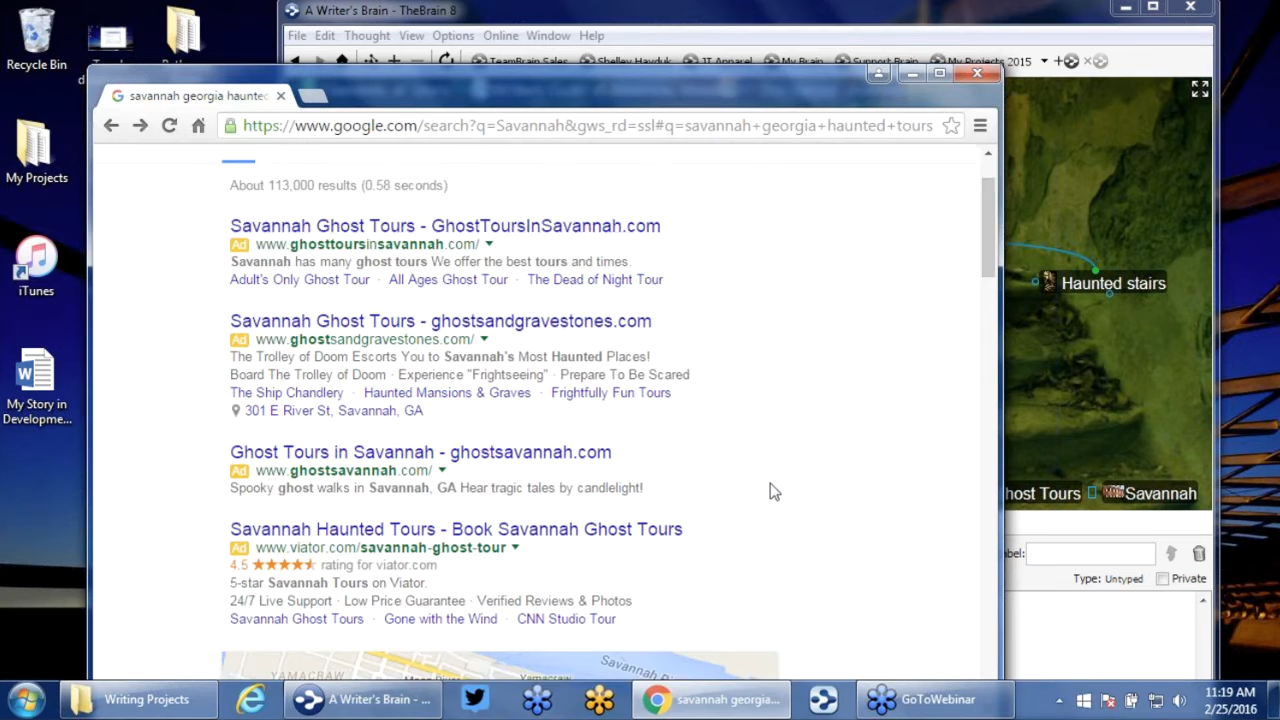 Recycle Bin
My Projects
iTunes
My Story in
Developme...
A Writer's Brain - TheBrain 8
File Edit Thought View Options Online Window Help
TeamBrain Sales Shelley Hayduk JT Apparel My Brain Support Brain My Projects 2015
savannah georgia haunted
https://www.google.com/search?q=Savannah&gws_rd=ssl#q=savannah+georgia+haunted+tours
About 113,000 results (0.58 seconds)
Savannah Ghost Tours - GhostToursInSavannah.com
Ad www.ghosttoursinsavannah.com/
Savannah has many ghost tours We offer the best tours and times.
Adult's Only Ghost Tour · All Ages Ghost Tour · The Dead of Night Tour
Savannah Ghost Tours - ghostsandgravestones.com
Ad www.ghostsandgravestones.com/
The Trolley of Doom Escorts You to Savannah's Most Haunted Places!
Board The Trolley of Doom · Experience "Frightseeing" · Prepare To Be Scared
The Ship Chandlery · Haunted Mansions & Graves · Frightfully Fun Tours
301 E River St, Savannah, GA
Ghost Tours in Savannah - ghostsavannah.com
Ad www.ghostsavannah.com/
Spooky ghost walks in Savannah, GA Hear tragic tales by candlelight!
Savannah Haunted Tours - Book Savannah Ghost Tours
Ad www.viator.com/savannah-ghost-tour
4.5 rating for viator.com
5-star Savannah Tours on Viator.
24/7 Live Support · Low Price Guarantee · Verified Reviews & Photos
Savannah Ghost Tours · Gone with the Wind · CNN Studio Tour
YAMACRAW
Savannah Ri
Haunted stairs
host Tours Savannah
abel:
Type: Untyped Private
Writing Projects
A Writer's Brain - ...
savannah georgia...
GoToWebinar
11:19 AM
2/25/2016